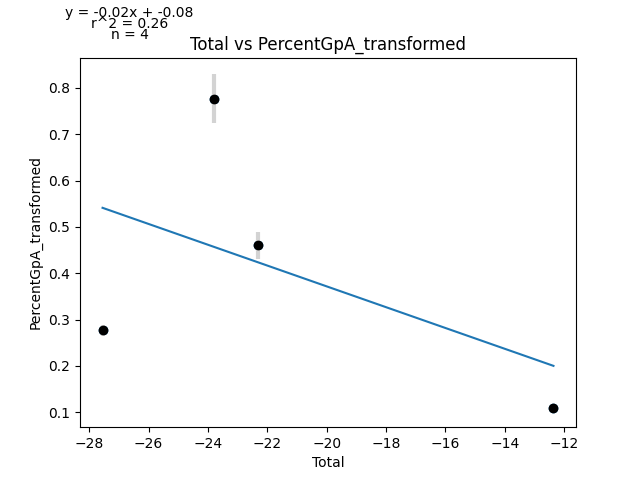 y = -0.02x + -0.08
r^2 = 0.26
n = 4
Total vs PercentGpA_transformed
PercentGpA_transformed
0.8
0.7
0.6
0.5
0.4
0.3
0.2
0.1
−28 −26 −24 −22 −20 −18 −16 −14 −12
Total